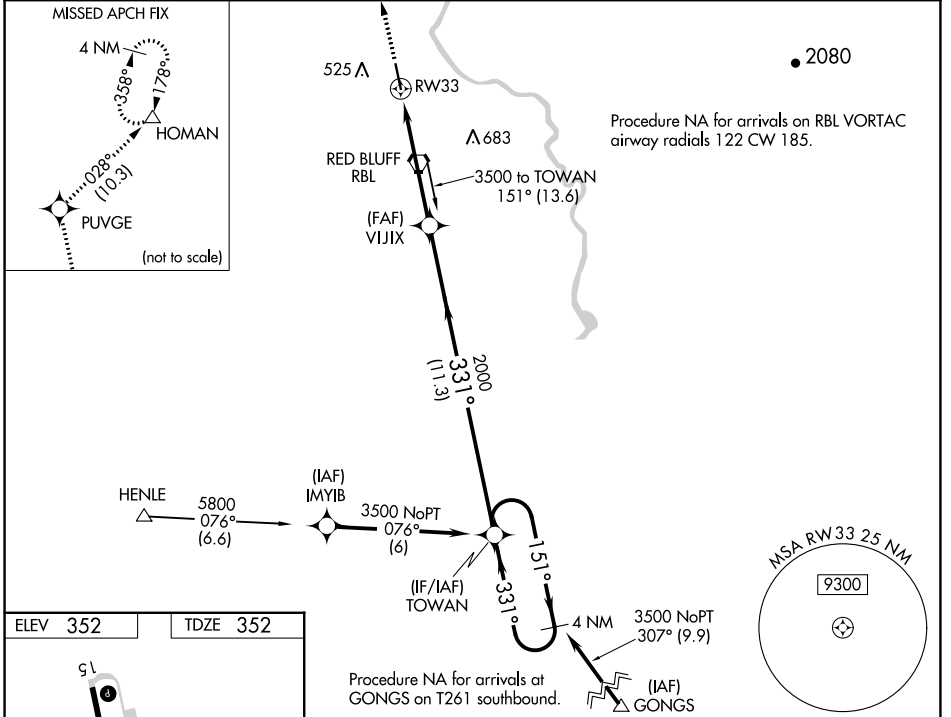 MISSED APCH FIX
4 NM
358°
178°
HOMAN
028°
(10.3)
PUVGE
(not to scale)
525
RW33
2080
683
Procedure NA for arrivals on RBL VORTAC
airway radials 122 CW 185.
RED BLUFF
RBL
3500 to TOWAN
151° (13.6)
(FAF)
VIJIX
2000
331°
(11.3)
HENLE
5800
076°
(6.6)
(IAF)
IMYIB
3500 NoPT
076°
(6)
(IF/IAF)
TOWAN
331°
151°
4 NM
3500 NoPT
307° (9.9)
(IAF)
GONGS
Procedure NA for arrivals at
GONGS on T261 southbound.
MSA RW33 25 NM
9300
ELEV 352
TDZE 352
15
P